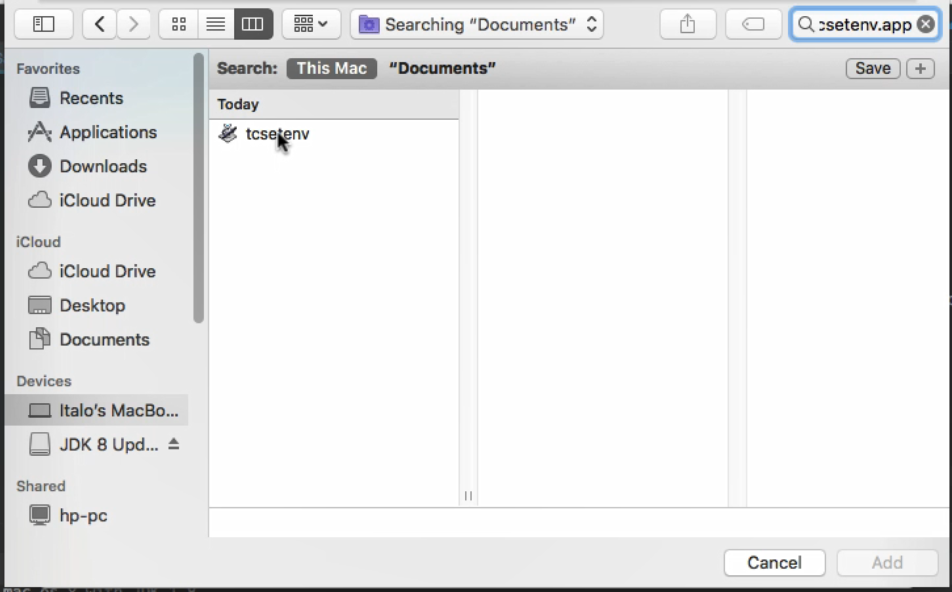 Searching “Documents”
csetenv.app
Search: This Mac “Documents” Save +
Favorites
Recents
Applications
Downloads
iCloud Drive
iCloud
iCloud Drive
Desktop
Documents
Devices
Italo’s MacBo...
JDK 8 Upd...
Shared
hp-pc
Today
tcsetenv
Cancel
Add